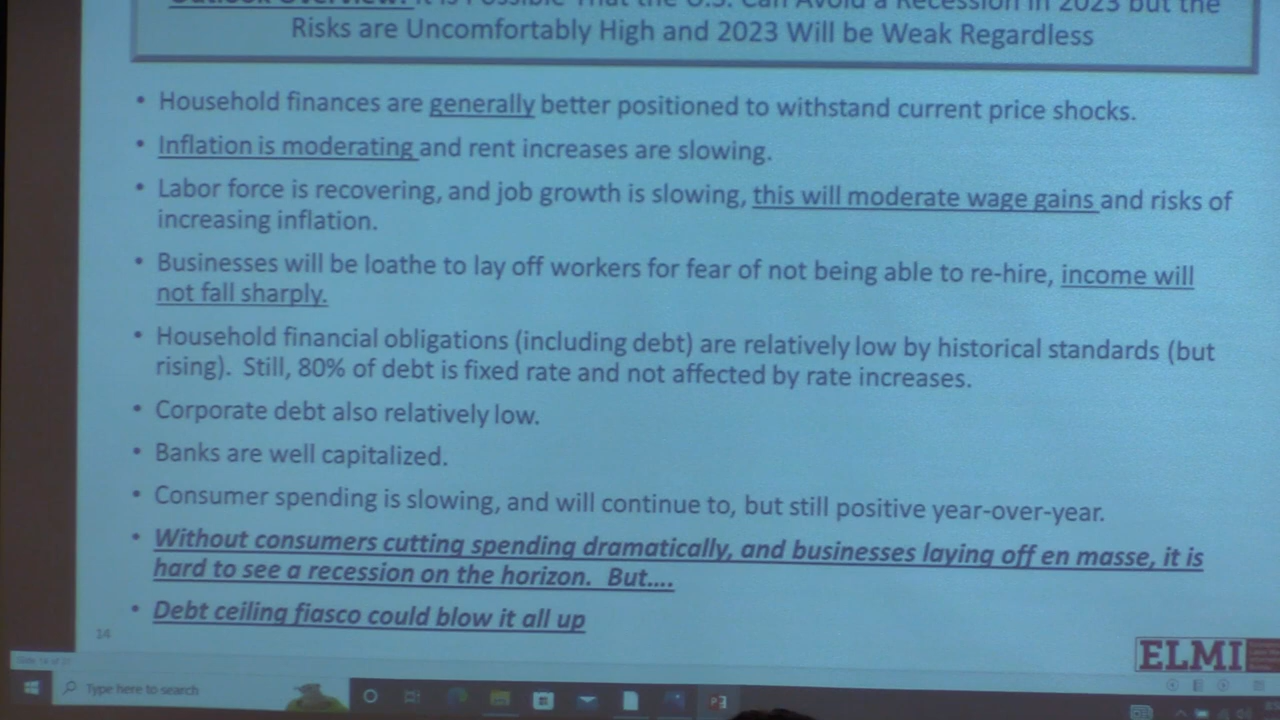 Outlook Overview: It is Possible That the U.S. Can Avoid a Recession in 2023 but the
Risks are Uncomfortably High and 2023 Will be Weak Regardless
• Household finances are generally better positioned to withstand current price shocks.
• Inflation is moderating and rent increases are slowing.
• Labor force is recovering, and job growth is slowing, this will moderate wage gains and risks of
increasing inflation.
• Businesses will be loathe to lay off workers for fear of not being able to re-hire, income will
not fall sharply.
• Household financial obligations (including debt) are relatively low by historical standards (but
rising). Still, 80% of debt is fixed rate and not affected by rate increases.
• Corporate debt also relatively low.
• Banks are well capitalized.
• Consumer spending is slowing, and will continue to, but still positive year-over-year.
• Without consumers cutting spending dramatically, and businesses laying off en masse, it is
hard to see a recession on the horizon. But....
• Debt ceiling fiasco could blow it all up
14
ELMI
Type here to search